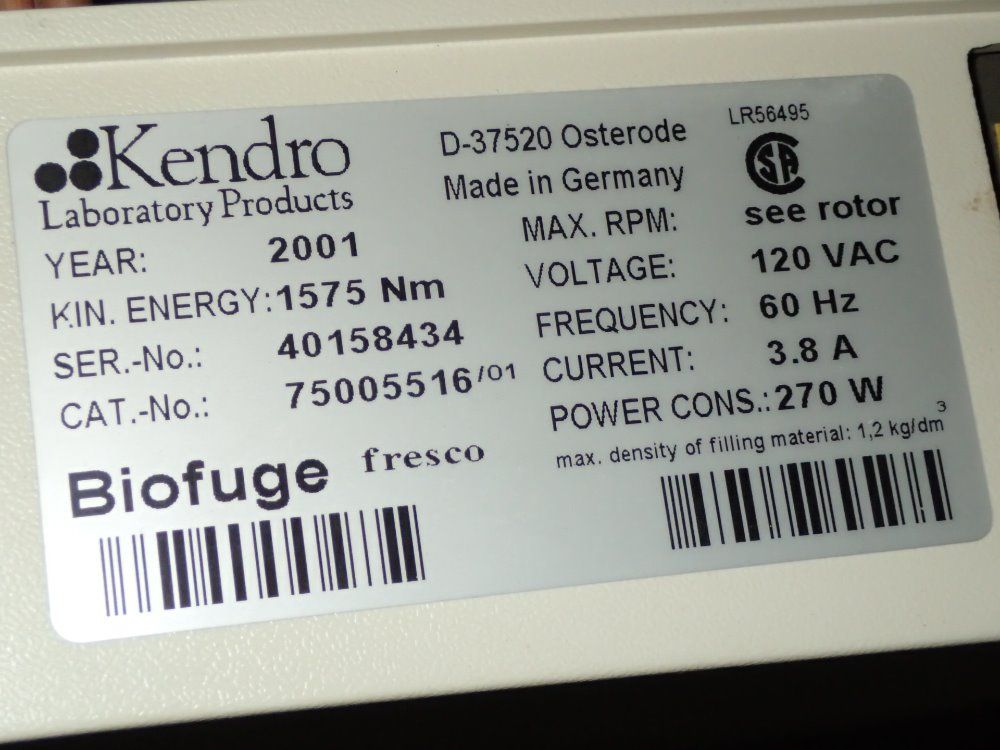 Kendro
Laboratory Products
D-37520 Osterode
Made in Germany
LR56495
SA
YEAR: 2001
KIN. ENERGY: 1575 Nm
SER.-No.: 40158434
CAT.-No.: 75005516/01
MAX. RPM: see rotor
VOLTAGE: 120 VAC
FREQUENCY: 60 Hz
CURRENT: 3.8 A
POWER CONS.: 270 W
max. density of filling material: 1,2 kg/dm³
Biofuge fresco